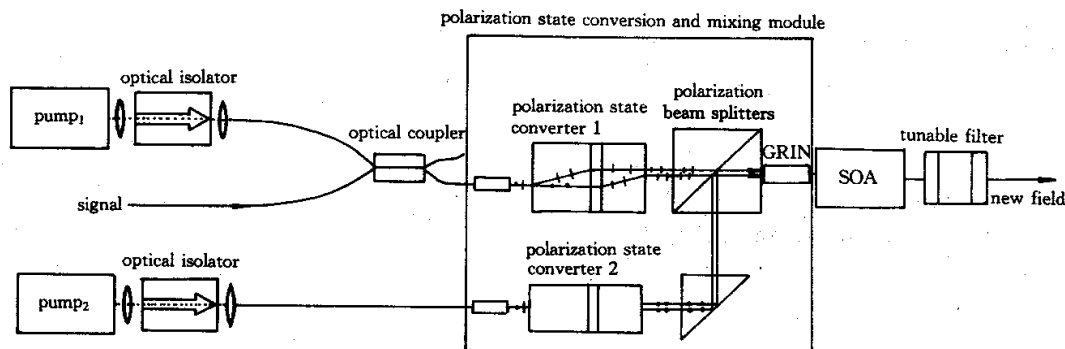 polarization state conversion and mixing module
optical isolator
pump₁
optical coupler
polarization state
converter 1
polarization
beam splitters
GRIN
SOA
tunable filter
new field
signal
optical isolator
pump₂
polarization state
converter 2